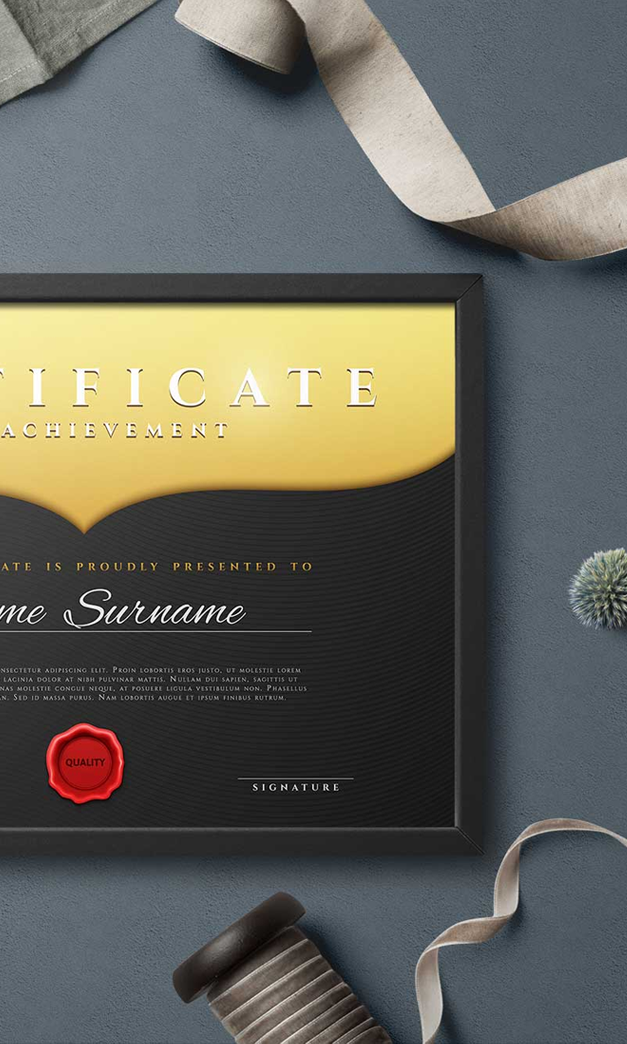 TIFICATE
ACHIEVEMENT
ATE IS PROUDLY PRESENTED TO
me Surname
NSECTETUR ADIPISCING ELIT. PROIN LOBORTIS EROS JUSTO, UT MOLESTIE LOREM
LACINIA DOLOR AT NIBH PULVINAR MATTIS. NULLAM DUI SAPIEN, SAGITTIS UT
NAS MOLESTIE CONGUE NEQUE, AT POSUERE LIGULA VESTIBULUM NON. PHASELLUS
N. SED ID MASSA PURUS. NAM LOBORTIS AUGUE ET IPSUM FINIBUS RUTRUM.
QUALITY
SIGNATURE